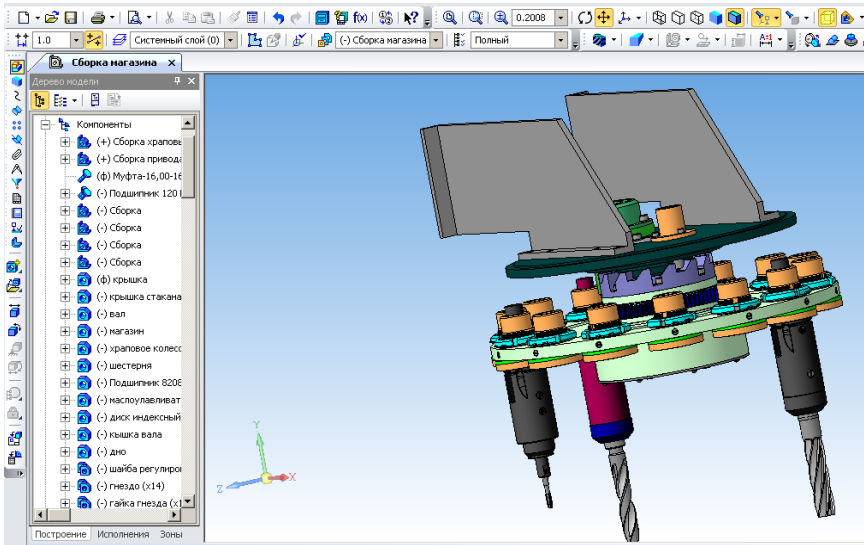 0.2008
1.0
Системный слой (0)
(-) Сборка магазина
Полный
Сборка магазина
Дерево модели
Компоненты
(+) Сборка храповы
(+) Сборка привода
(ф) Муфта-16,00-16
(-) Подшипник 120
(-) Сборка
(-) Сборка
(-) Сборка
(-) Сборка
(ф) крышка
(-) крышка стакана
(-) вал
(-) магазин
(-) храповое колесо
(-) шестерня
(-) Подшипник 8208
(-) маслоулавливат
(-) диск индексный
(-) кышка вала
(-) дно
(-) шайба регулиро
(-) гнездо (x14)
(-) гайка гнезда (x1
Построение Исполнения Зоны
Y
Z X